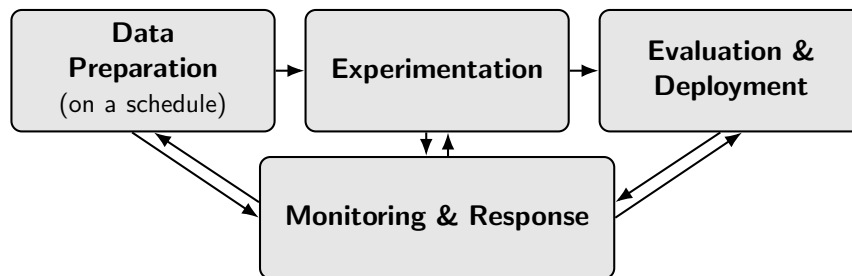 Data
Preparation
(on a schedule)
Experimentation
Evaluation &
Deployment
Monitoring & Response